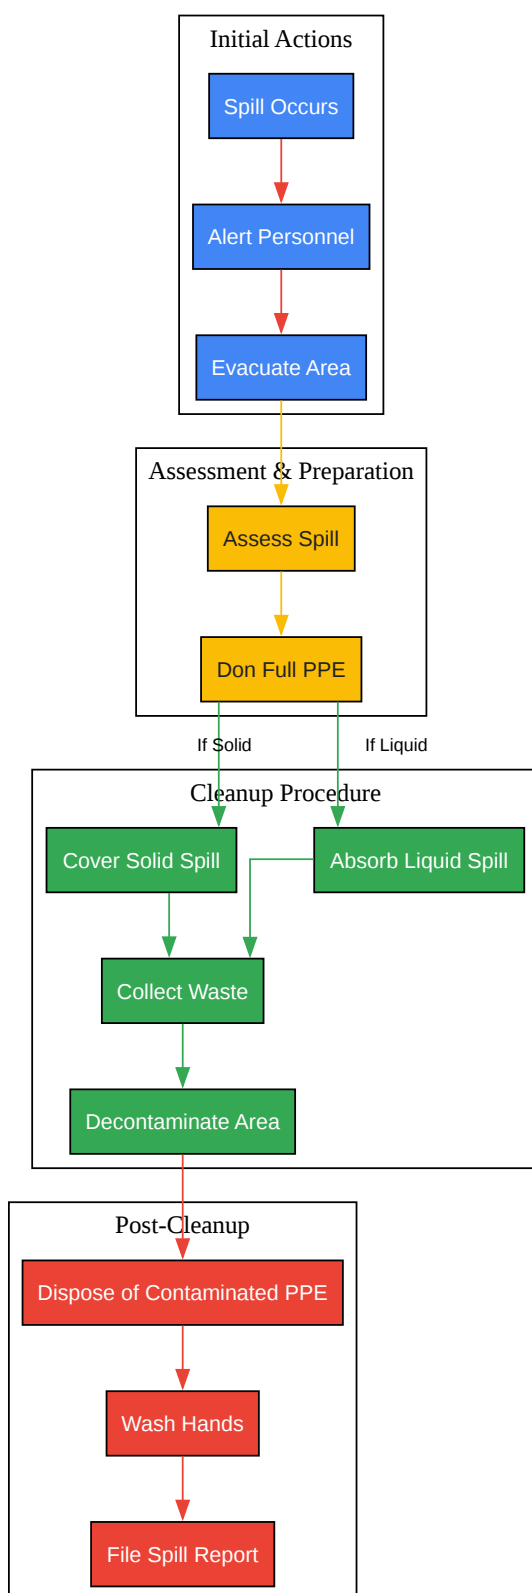 Initial Actions
Spill Occurs
Alert Personnel
Evacuate Area
Assessment & Preparation
Assess Spill
Don Full PPE
If Solid
If Liquid
Cleanup Procedure
Cover Solid Spill
Absorb Liquid Spill
Collect Waste
Decontaminate Area
Post-Cleanup
Dispose of Contaminated PPE
Wash Hands
File Spill Report